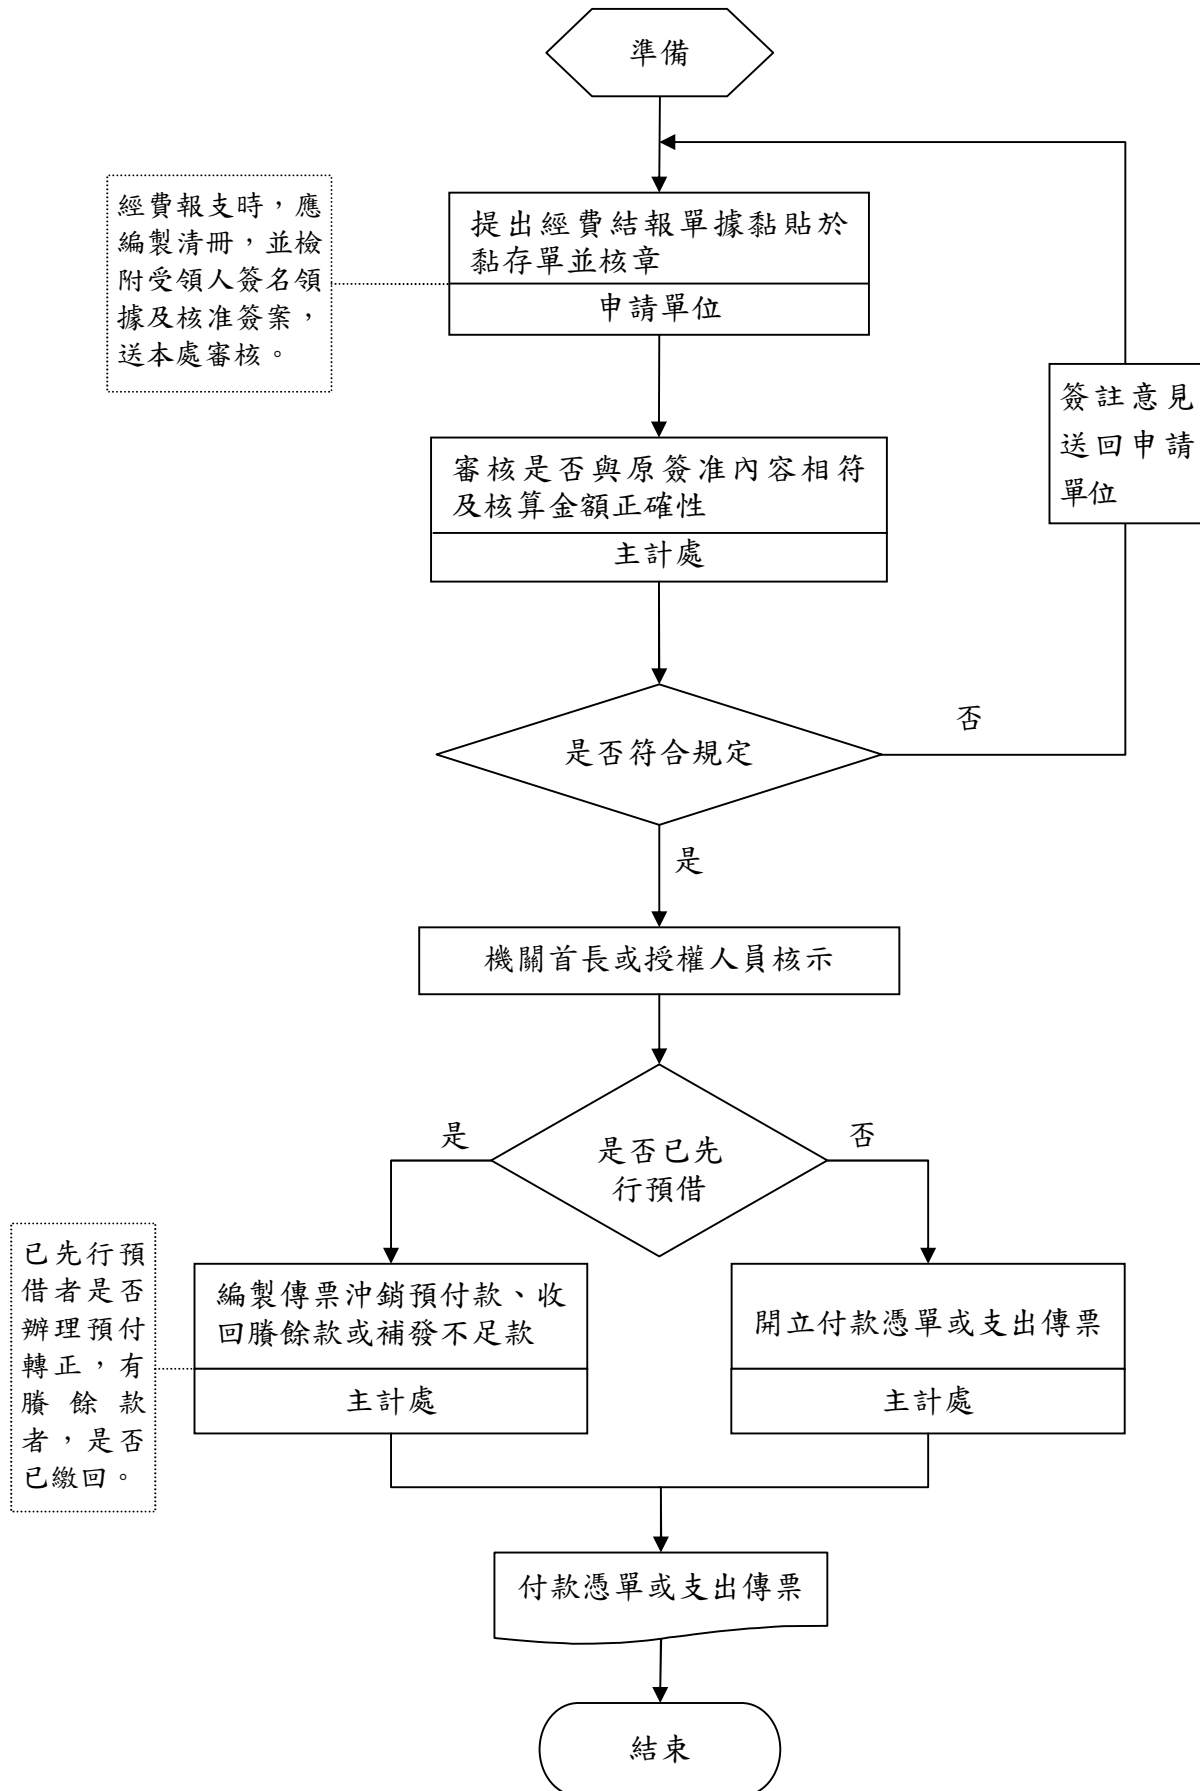 準備
經費報支時，應
編製清冊，並檢
附受領人簽名領
據及核准簽案，
送本處審核。
提出經費結報單據黏貼於
黏存單並核章
申請單位
簽註意見
送回申請
單位
審核是否與原簽准內容相符
及核算金額正確性
主計處
是否符合規定
否
是
機關首長或授權人員核示
是否已先
行預借
是
否
已先行預
借者是否
辦理預付
轉正，有
賸餘款
者，是否
已繳回。
編製傳票沖銷預付款、收
回賸餘款或補發不足款
主計處
開立付款憑單或支出傳票
主計處
付款憑單或支出傳票
結束